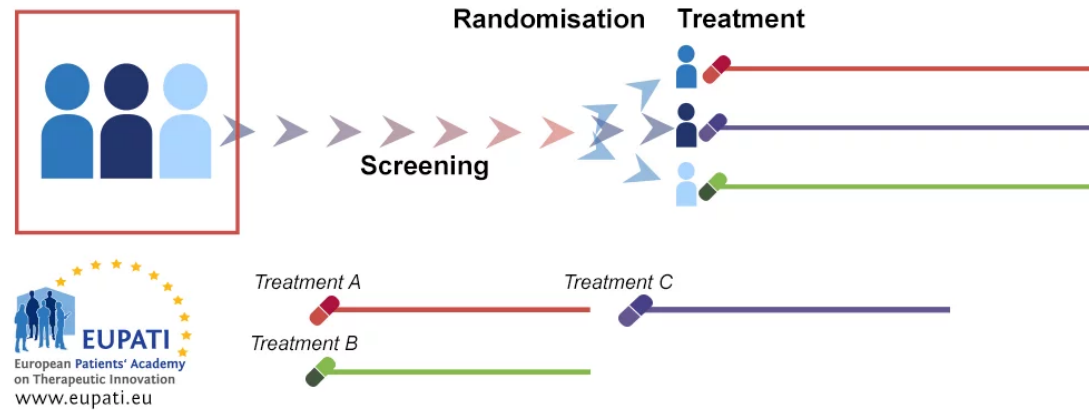 Randomisation
Treatment
Screening
Treatment A
Treatment C
Treatment B
EUPATI
European Patients' Academy
on Therapeutic Innovation
www.eupati.eu